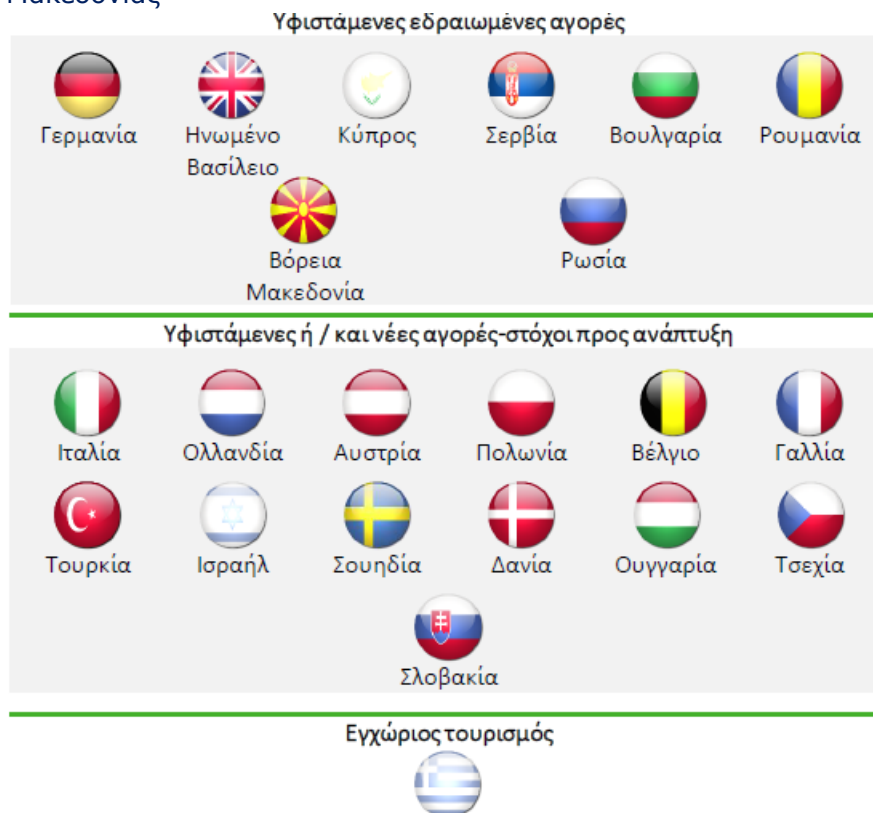 Μακεδονίας
Υφιστάμενες εδραιωμένες αγορές
Γερμανία Ηνωμένο Βασίλειο Κύπρος Σερβία Βουλγαρία Ρουμανία
Βόρεια Μακεδονία Ρωσία
Υφιστάμενες ή / και νέες αγορές-στόχοι προς ανάπτυξη
Ιταλία Ολλανδία Αυστρία Πολωνία Βέλγιο Γαλλία
Τουρκία Ισραήλ Σουηδία Δανία Ουγγαρία Τσεχία
Σλοβακία
Εγχώριος τουρισμός